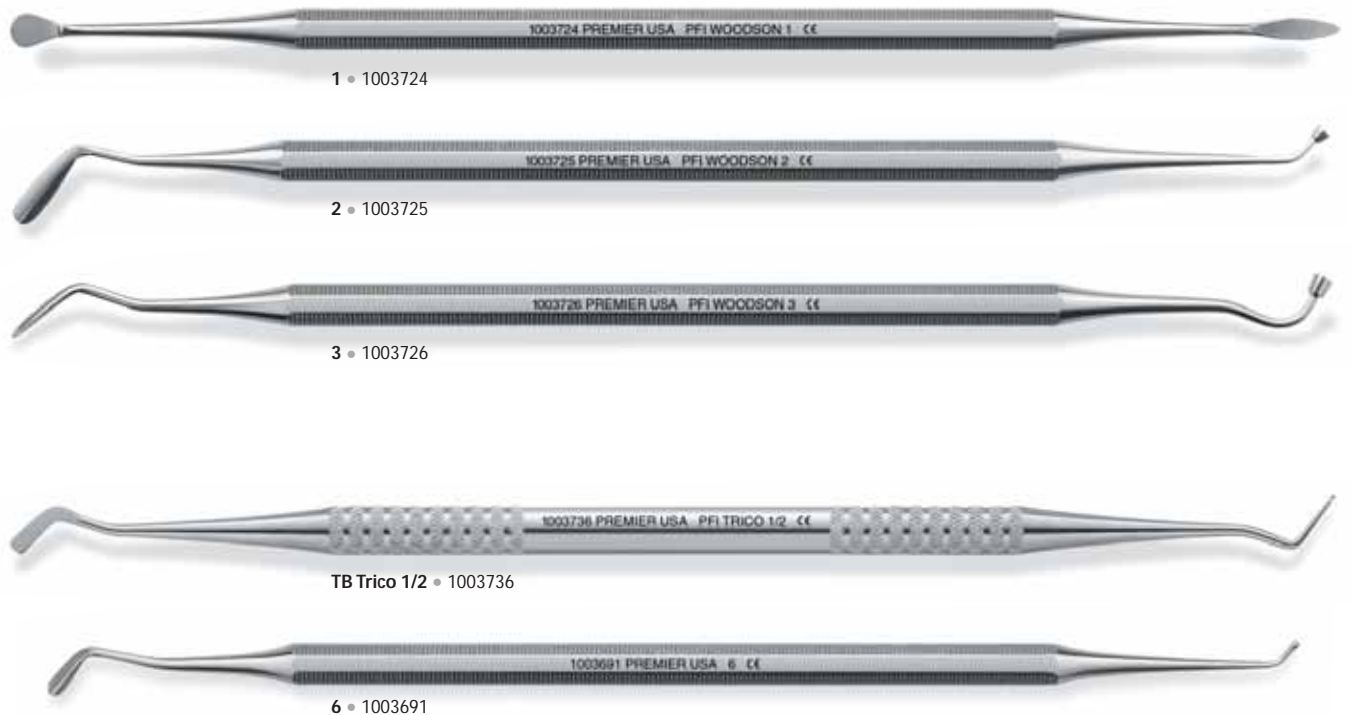 1003724 PREMIER USA PFI WOODSON 1 CE
1 • 1003724
1003725 PREMIER USA PFI WOODSON 2 CE
2 • 1003725
1003726 PREMIER USA PFI WOODSON 3 CE
3 • 1003726
1003736 PREMIER USA PFI TRICO 1/2 CE
TB Trico 1/2 • 1003736
1003691 PREMIER USA 6 CE
6 • 1003691